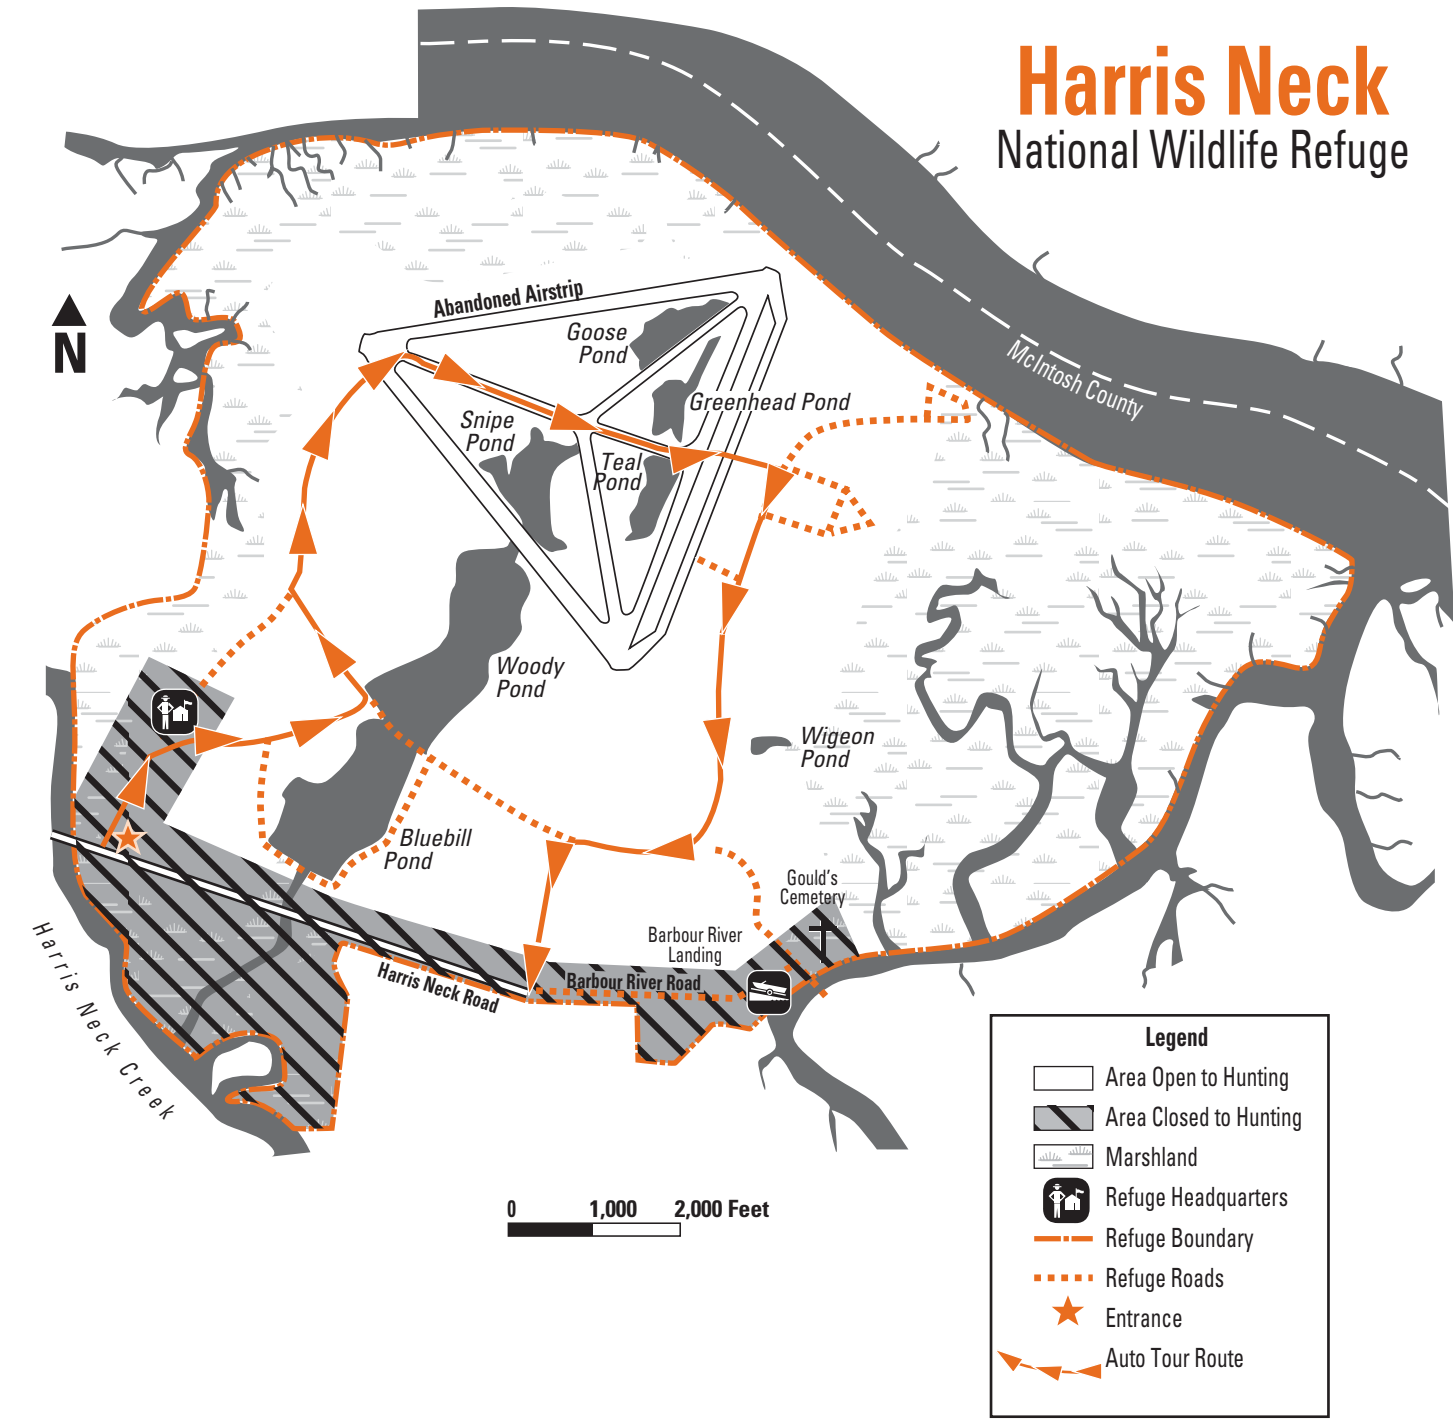 Harris Neck
National Wildlife Refuge
Abandoned Airstrip
Goose
Pond
N
McIntosh County
Greenhead Pond
Snipe
Pond
Teal
Pond
Woody
Pond
Wigeon
Pond
Bluebill
Pond
Gould's
Cemetery
Barbour River
Landing
Harris Neck Road
Barbour River Road
Harris Neck Creek
Legend
Area Open to Hunting
Area Closed to Hunting
Marshland
Refuge Headquarters
Refuge Boundary
Refuge Roads
Entrance
Auto Tour Route
0 1,000 2,000 Feet